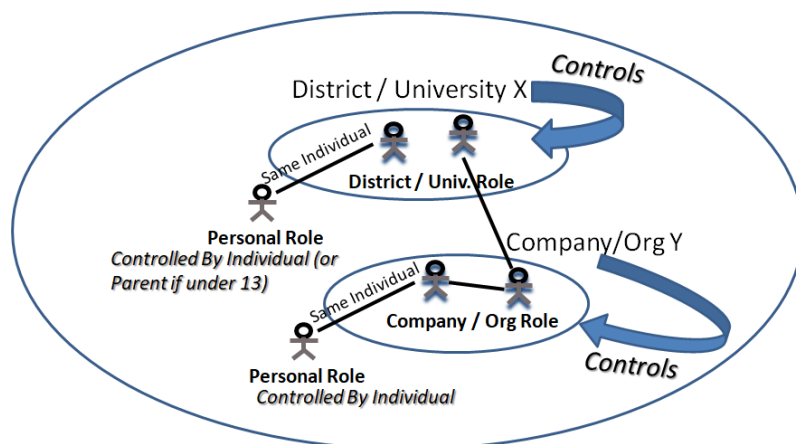 Controls
District / University X
Same Individual
District / Univ. Role
Personal Role
Controlled By Individual (or
Parent if under 13)
Company/Org Y
Same Individual
Company / Org Role
Controls
Personal Role
Controlled By Individual